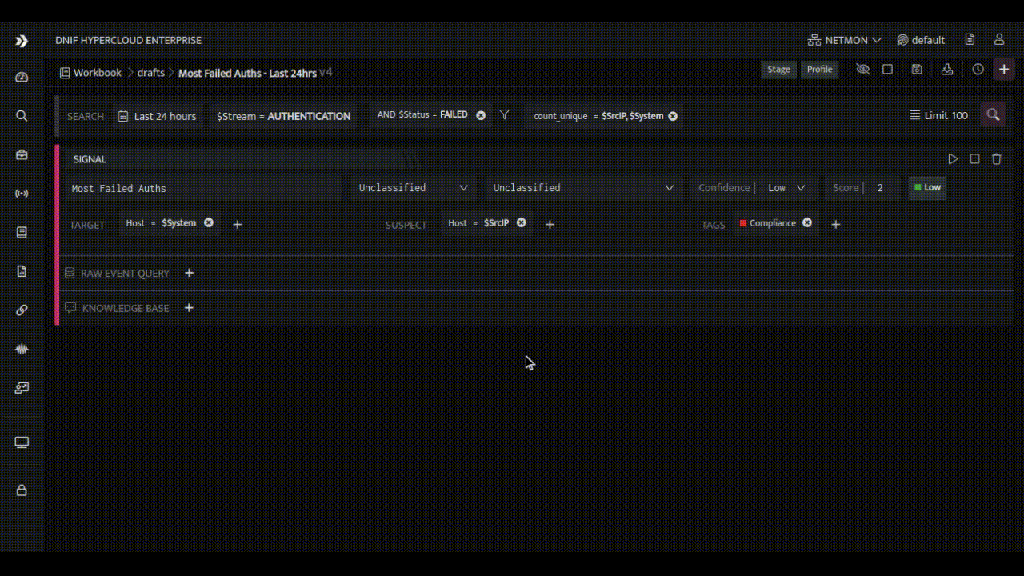 DNIF HYPERCLOUD ENTERPRISE NETMON default
Workbook drafts Most Failed Auths - Last 24hrs v4 Stage Profile
SEARCH Last 24 hours $Stream = AUTHENTICATION AND $Status = FAILED count_unique = $SrcIP, $System Limit 100
SIGNAL
Most Failed Auths Unclassified Unclassified Confidence | Low Score | 2 Low
TARGET Host = $System + SUSPECT Host = $SrcIP + TAGS Compliance +
RAW EVENT QUERY +
KNOWLEDGE BASE +